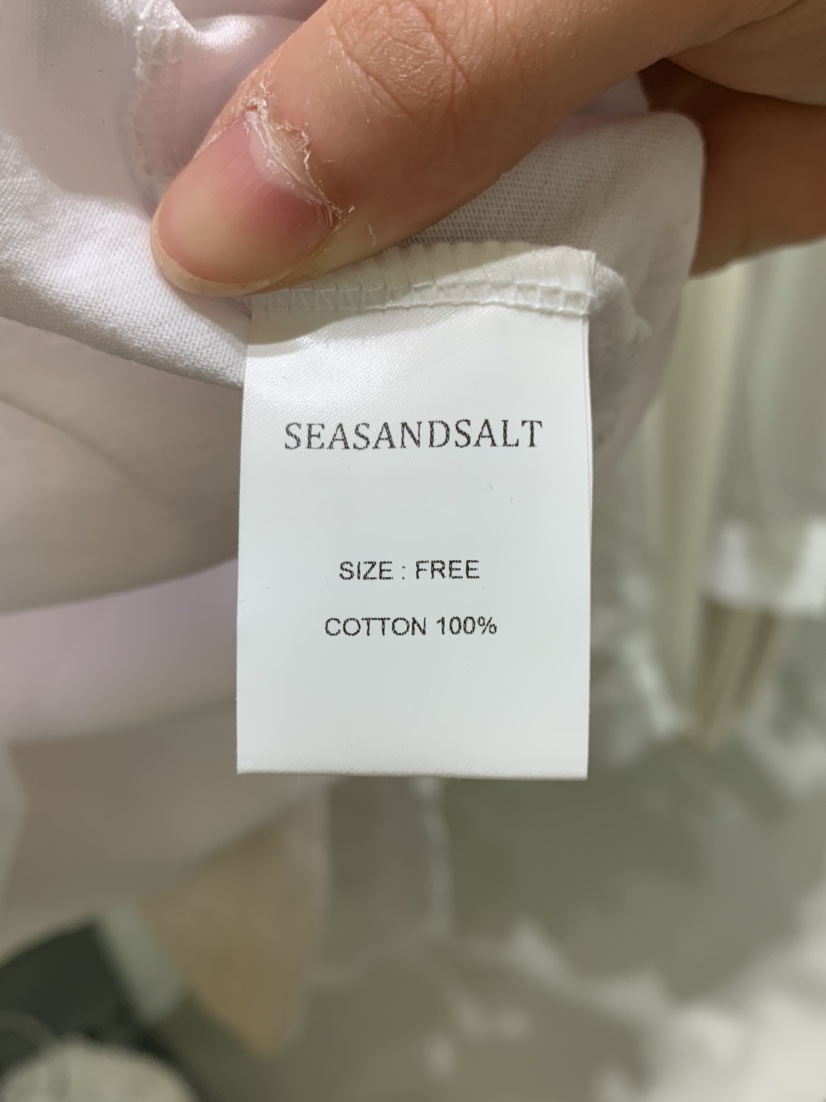 SEASANDSALT
SIZE : FREE
COTTON 100%